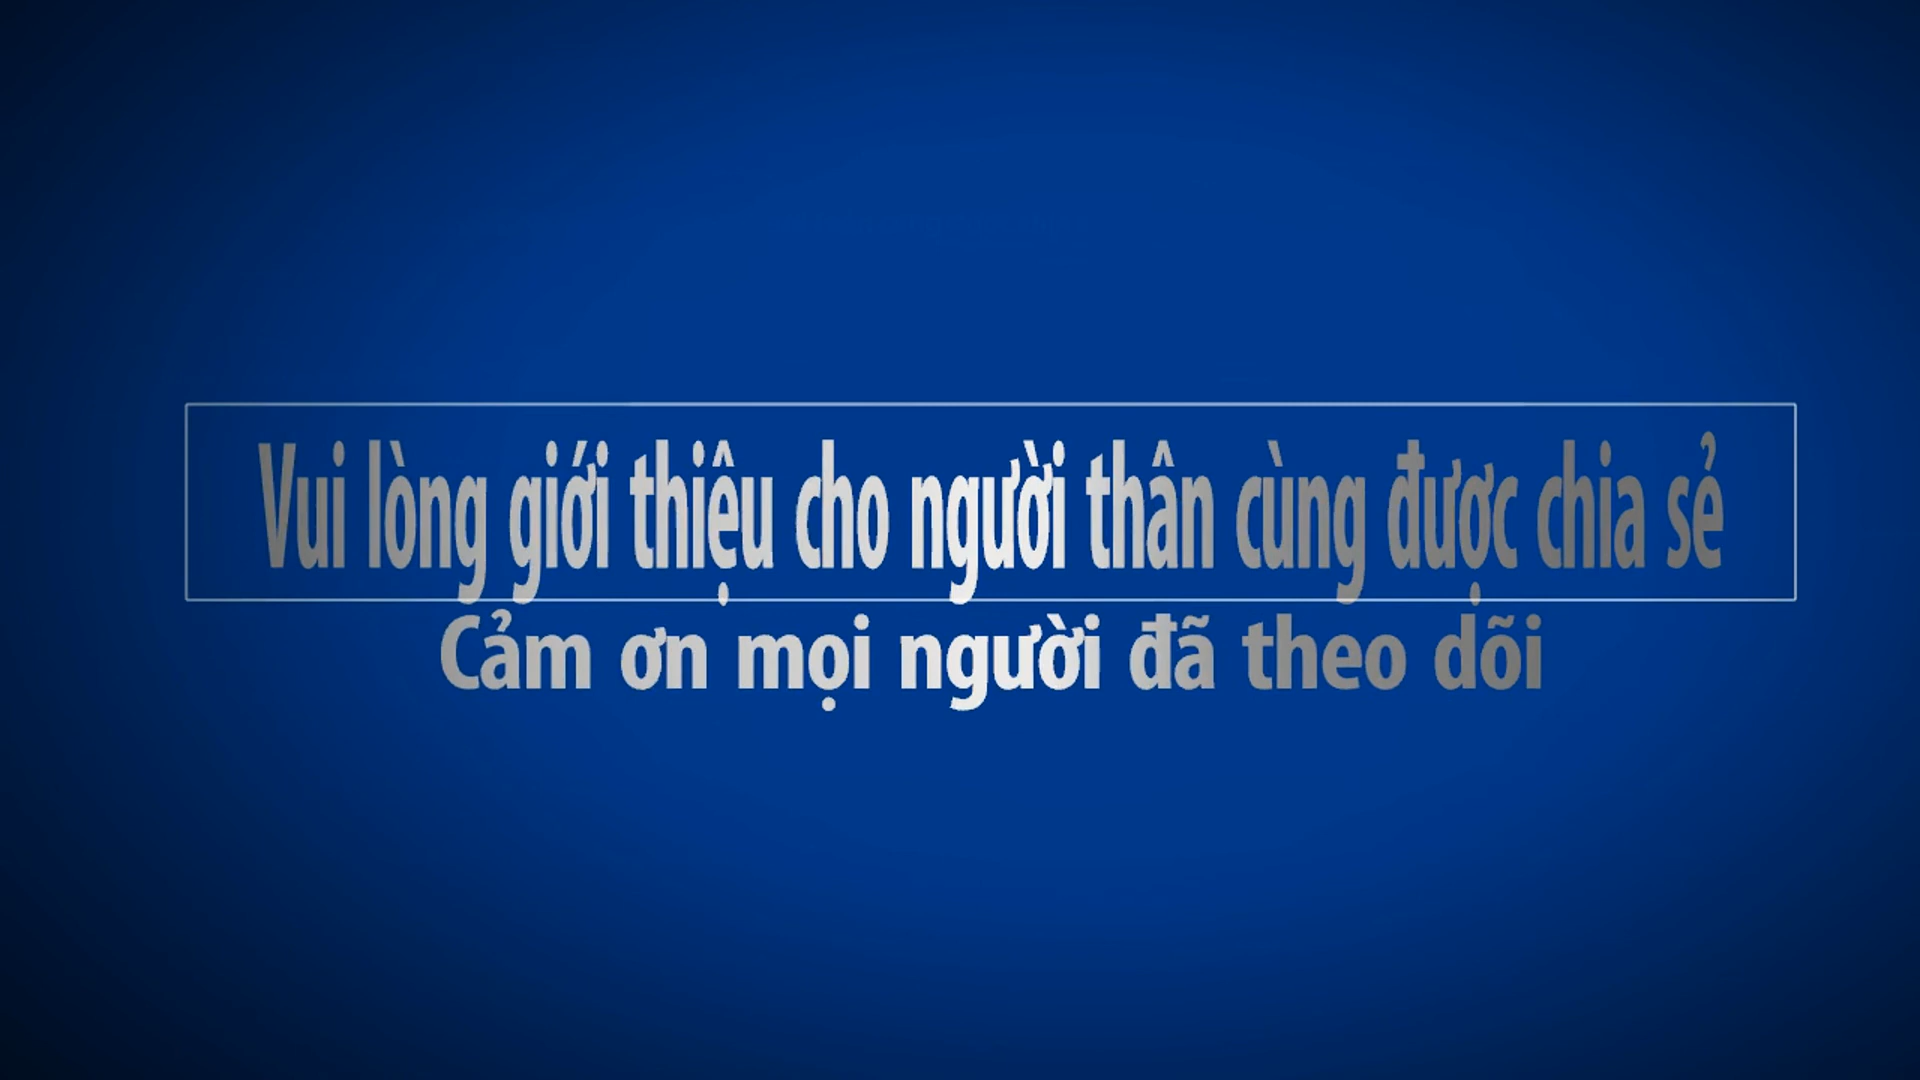 Vui lòng giới thiệu cho người thân cùng được chia sẻ
Cảm ơn mọi người đã theo dõi